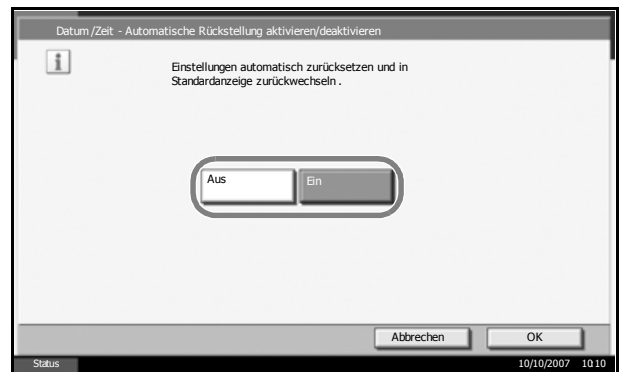 Datum/Zeit - Automatische Rückstellung aktivieren/deaktivieren
i
Einstellungen automatisch zurücksetzen und in
Standardanzeige zurückwechseln .
Aus
Ein
Abbrechen
OK
Status
10/10/2007 10:10